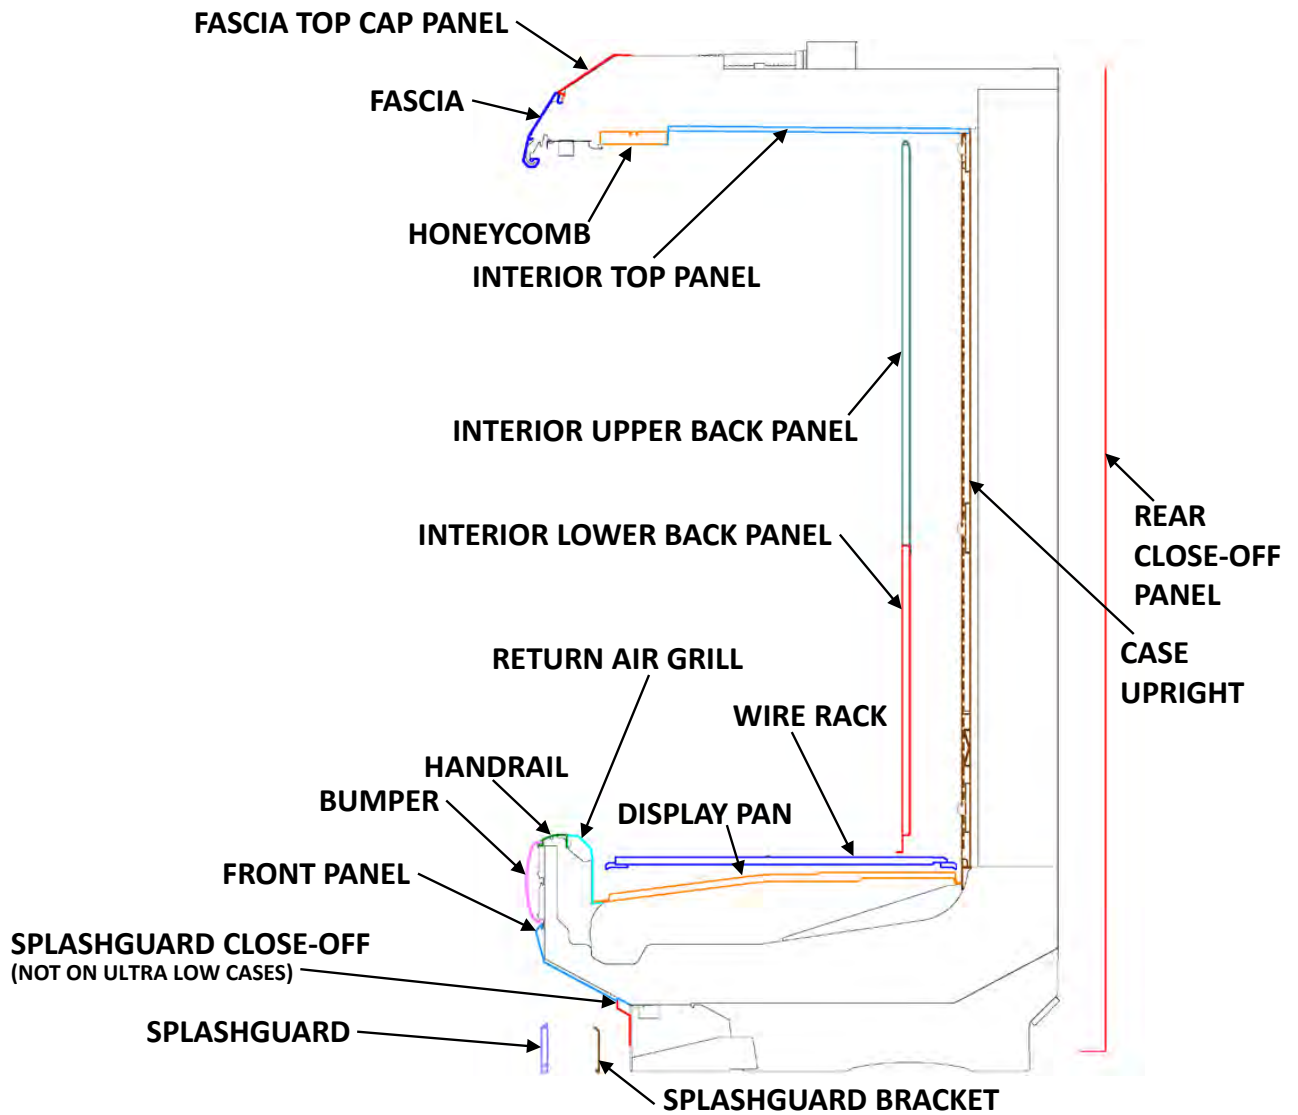 FASCIA TOP CAP PANEL
FASCIA
HONEYCOMB
INTERIOR TOP PANEL
INTERIOR UPPER BACK PANEL
INTERIOR LOWER BACK PANEL
REAR
CLOSE-OFF
PANEL
CASE
UPRIGHT
RETURN AIR GRILL
WIRE RACK
HANDRAIL
BUMPER
DISPLAY PAN
FRONT PANEL
SPLASHGUARD CLOSE-OFF
(NOT ON ULTRA LOW CASES)
SPLASHGUARD
SPLASHGUARD BRACKET